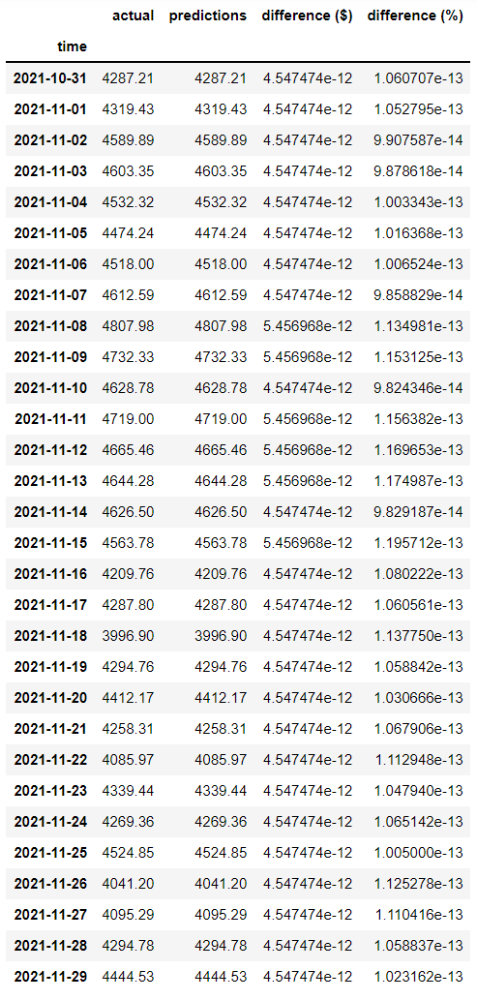 actual predictions difference ($) difference (%)
time
2021-10-31 4287.21 4287.21 4.547474e-12 1.060707e-13
2021-11-01 4319.43 4319.43 4.547474e-12 1.052795e-13
2021-11-02 4589.89 4589.89 4.547474e-12 9.907587e-14
2021-11-03 4603.35 4603.35 4.547474e-12 9.878618e-14
2021-11-04 4532.32 4532.32 4.547474e-12 1.003343e-13
2021-11-05 4474.24 4474.24 4.547474e-12 1.016368e-13
2021-11-06 4518.00 4518.00 4.547474e-12 1.006524e-13
2021-11-07 4612.59 4612.59 4.547474e-12 9.858829e-14
2021-11-08 4807.98 4807.98 5.456968e-12 1.134981e-13
2021-11-09 4732.33 4732.33 5.456968e-12 1.153125e-13
2021-11-10 4628.78 4628.78 4.547474e-12 9.824346e-14
2021-11-11 4719.00 4719.00 5.456968e-12 1.156382e-13
2021-11-12 4665.46 4665.46 5.456968e-12 1.169653e-13
2021-11-13 4644.28 4644.28 5.456968e-12 1.174987e-13
2021-11-14 4626.50 4626.50 4.547474e-12 9.829187e-14
2021-11-15 4563.78 4563.78 5.456968e-12 1.195712e-13
2021-11-16 4209.76 4209.76 4.547474e-12 1.080222e-13
2021-11-17 4287.80 4287.80 4.547474e-12 1.060561e-13
2021-11-18 3996.90 3996.90 4.547474e-12 1.137750e-13
2021-11-19 4294.76 4294.76 4.547474e-12 1.058842e-13
2021-11-20 4412.17 4412.17 4.547474e-12 1.030666e-13
2021-11-21 4258.31 4258.31 4.547474e-12 1.067906e-13
2021-11-22 4085.97 4085.97 4.547474e-12 1.112948e-13
2021-11-23 4339.44 4339.44 4.547474e-12 1.047940e-13
2021-11-24 4269.36 4269.36 4.547474e-12 1.065142e-13
2021-11-25 4524.85 4524.85 4.547474e-12 1.005000e-13
2021-11-26 4041.20 4041.20 4.547474e-12 1.125278e-13
2021-11-27 4095.29 4095.29 4.547474e-12 1.110416e-13
2021-11-28 4294.78 4294.78 4.547474e-12 1.058837e-13
2021-11-29 4444.53 4444.53 4.547474e-12 1.023162e-13